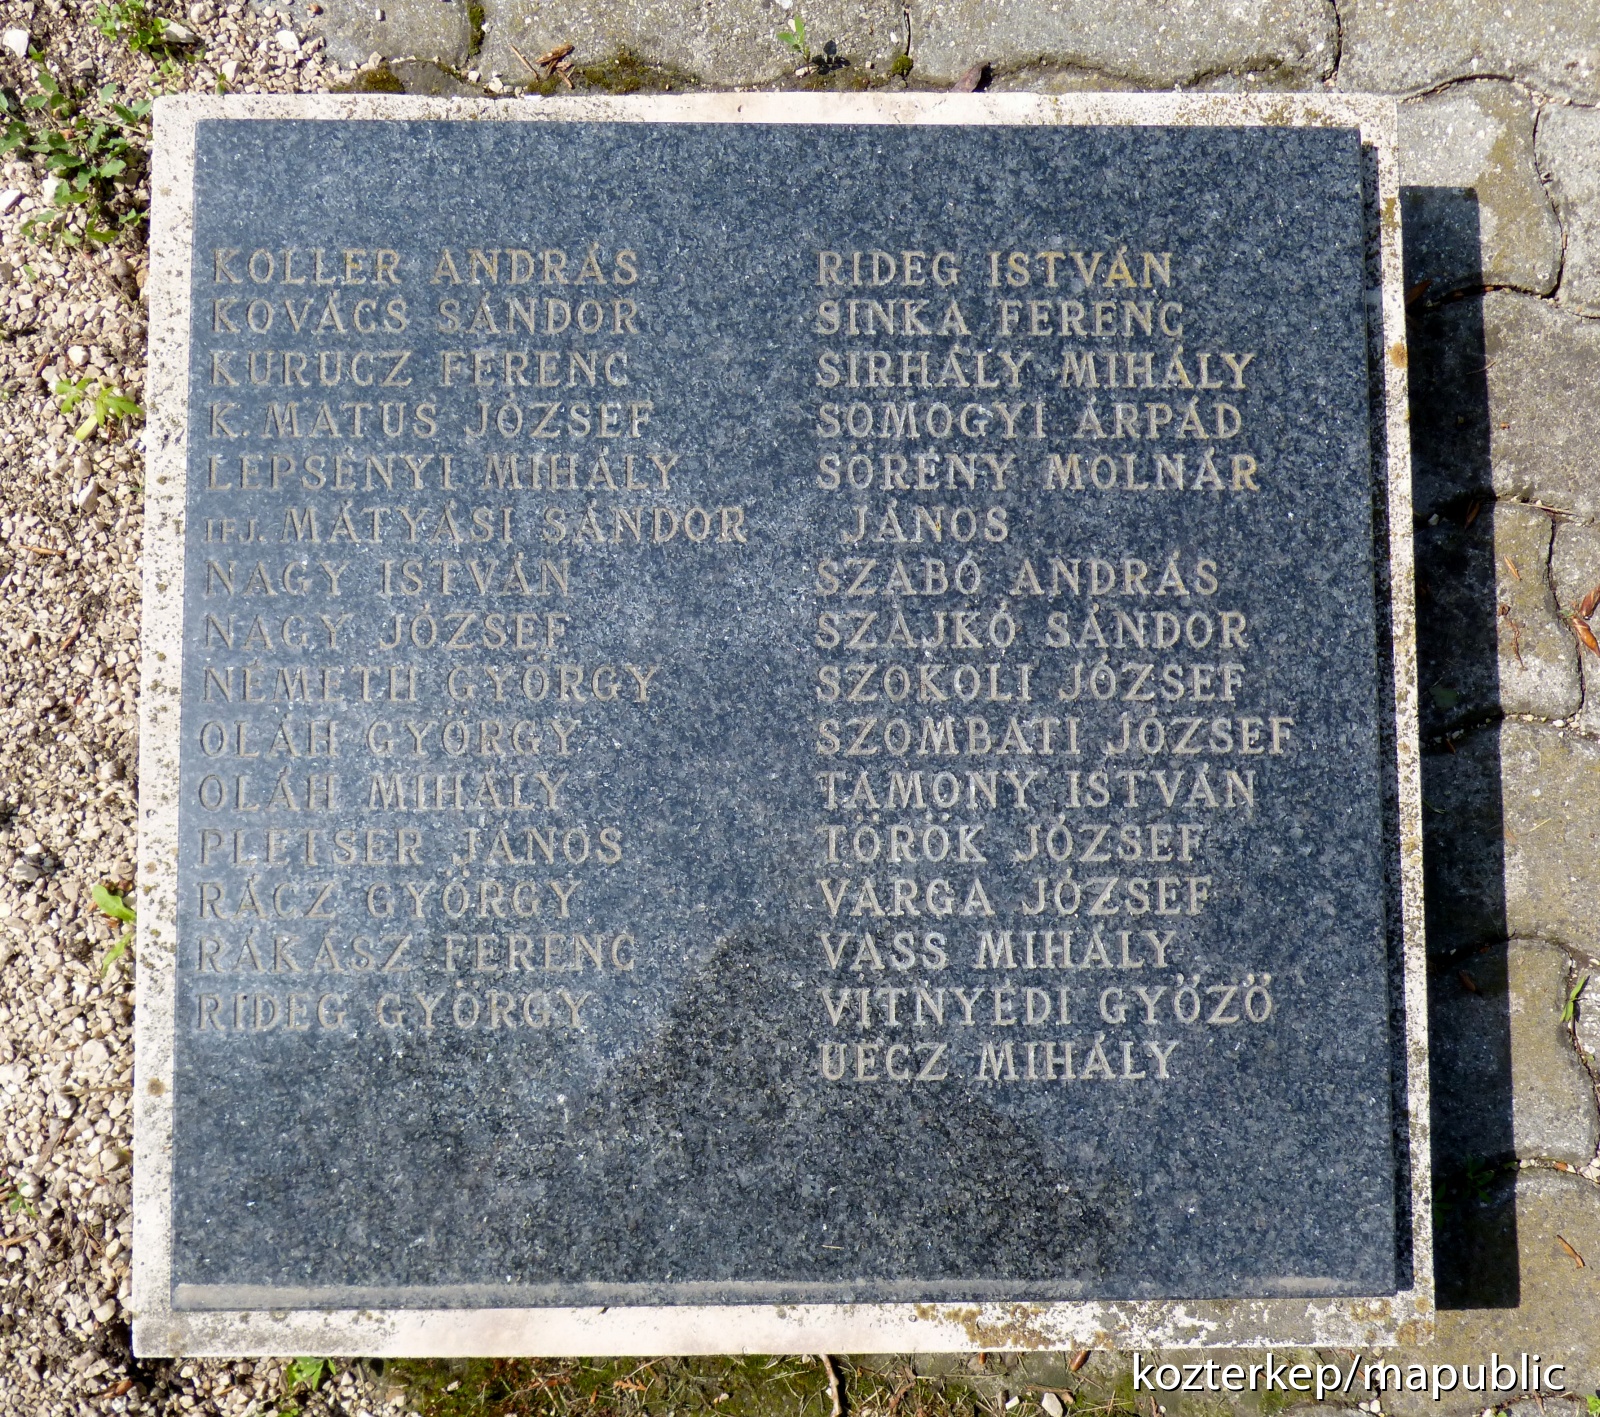 KOLLER ANDRÁS
KOVÁCS SÁNDOR
KURUCZ FERENC
K. MATUS JÓZSEF
LEPSÉNYI MIHÁLY
IFJ. MÁTYÁSI SÁNDOR
NAGY ISTVÁN
NAGY JÓZSEF
NÉMETH GYÖRGY
OLÁH GYÖRGY
OLÁH MIHÁLY
PLETSER JÁNOS
RÁCZ GYÖRGY
RÁKÁSZ FERENC
RIDEG GYÖRGY
RIDEG ISTVÁN
SINKA FERENC
SIRHÁLY MIHÁLY
SOMOGYI ÁRPÁD
SÖRÉNY MOLNÁR
JÁNOS
SZABÓ ANDRÁS
SZAJKÓ SÁNDOR
SZOKOLI JÓZSEF
SZOMBATI JÓZSEF
TAMONY ISTVÁN
TÖRÖK JÓZSEF
VARGA JÓZSEF
VASS MIHÁLY
VITNYÉDI GYŐZŐ
UECZ MIHÁLY
kozterkep/mapublic